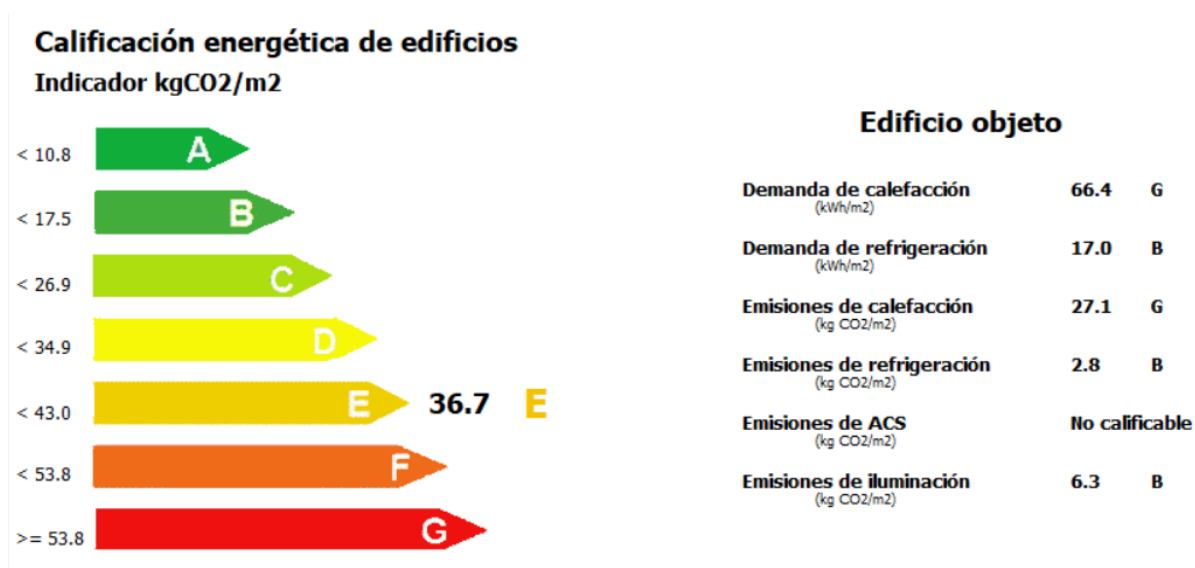 Calificación energética de edificios
Indicador kgCO2/m2
< 10.8 A
< 17.5 B
< 26.9 C
< 34.9 D
< 43.0 E 36.7 E
< 53.8 F
>= 53.8 G
Edificio objeto
Demanda de calefacción 66.4 G
(kWh/m2)
Demanda de refrigeración 17.0 B
(kWh/m2)
Emisiones de calefacción 27.1 G
(kg CO2/m2)
Emisiones de refrigeración 2.8 B
(kg CO2/m2)
Emisiones de ACS No calificable
(kg CO2/m2)
Emisiones de iluminación 6.3 B
(kg CO2/m2)